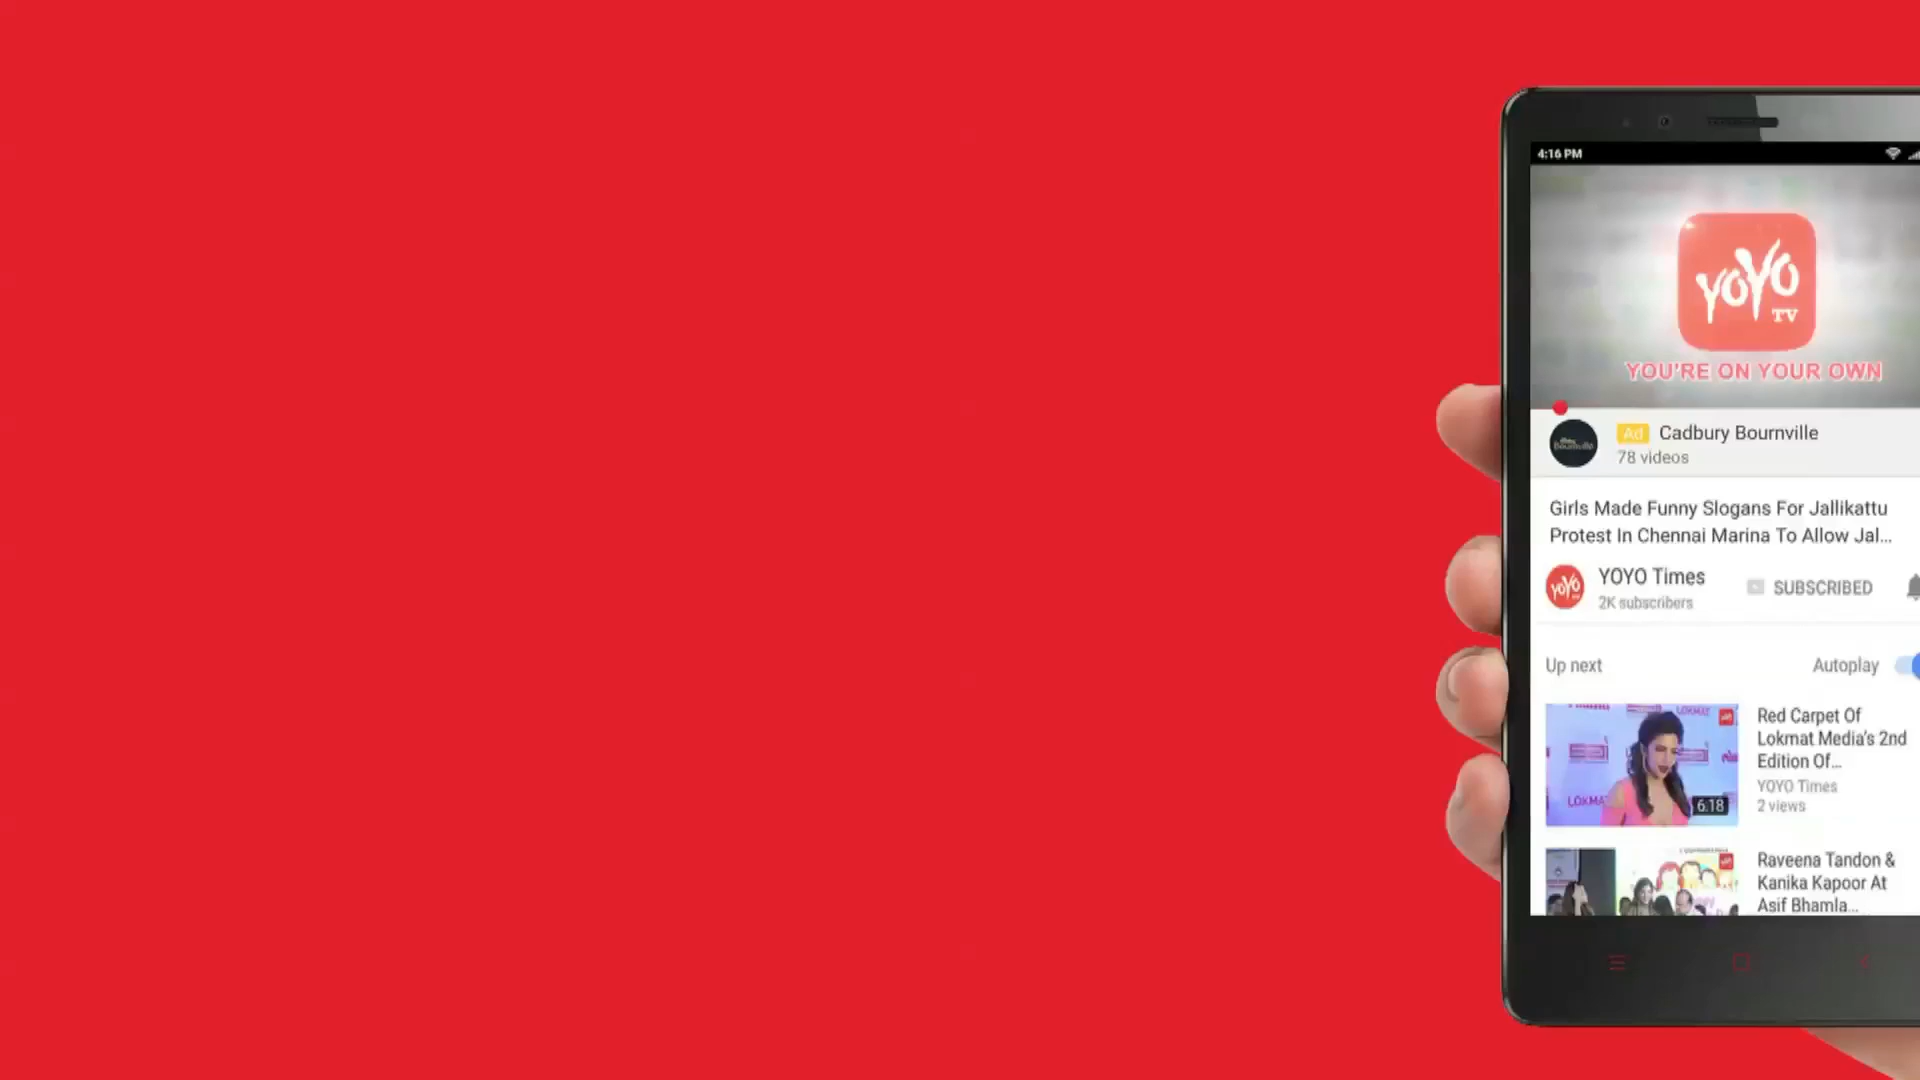 4:16 PM
YOYO
TV
YOU'RE ON YOUR OWN
Bournville
Ad Cadbury Bournville
78 videos
Girls Made Funny Slogans For Jallikattu
Protest In Chennai Marina To Allow Jal...
YOYO Times
2K subscribers
SUBSCRIBED
Up next
Autoplay
LOKMAT
LOKMA
6:18
Red Carpet Of
Lokmat Media's 2nd
Edition Of...
YOYO Times
2 views
Raveena Tandon &
Kanika Kapoor At
Asif Bhamla...